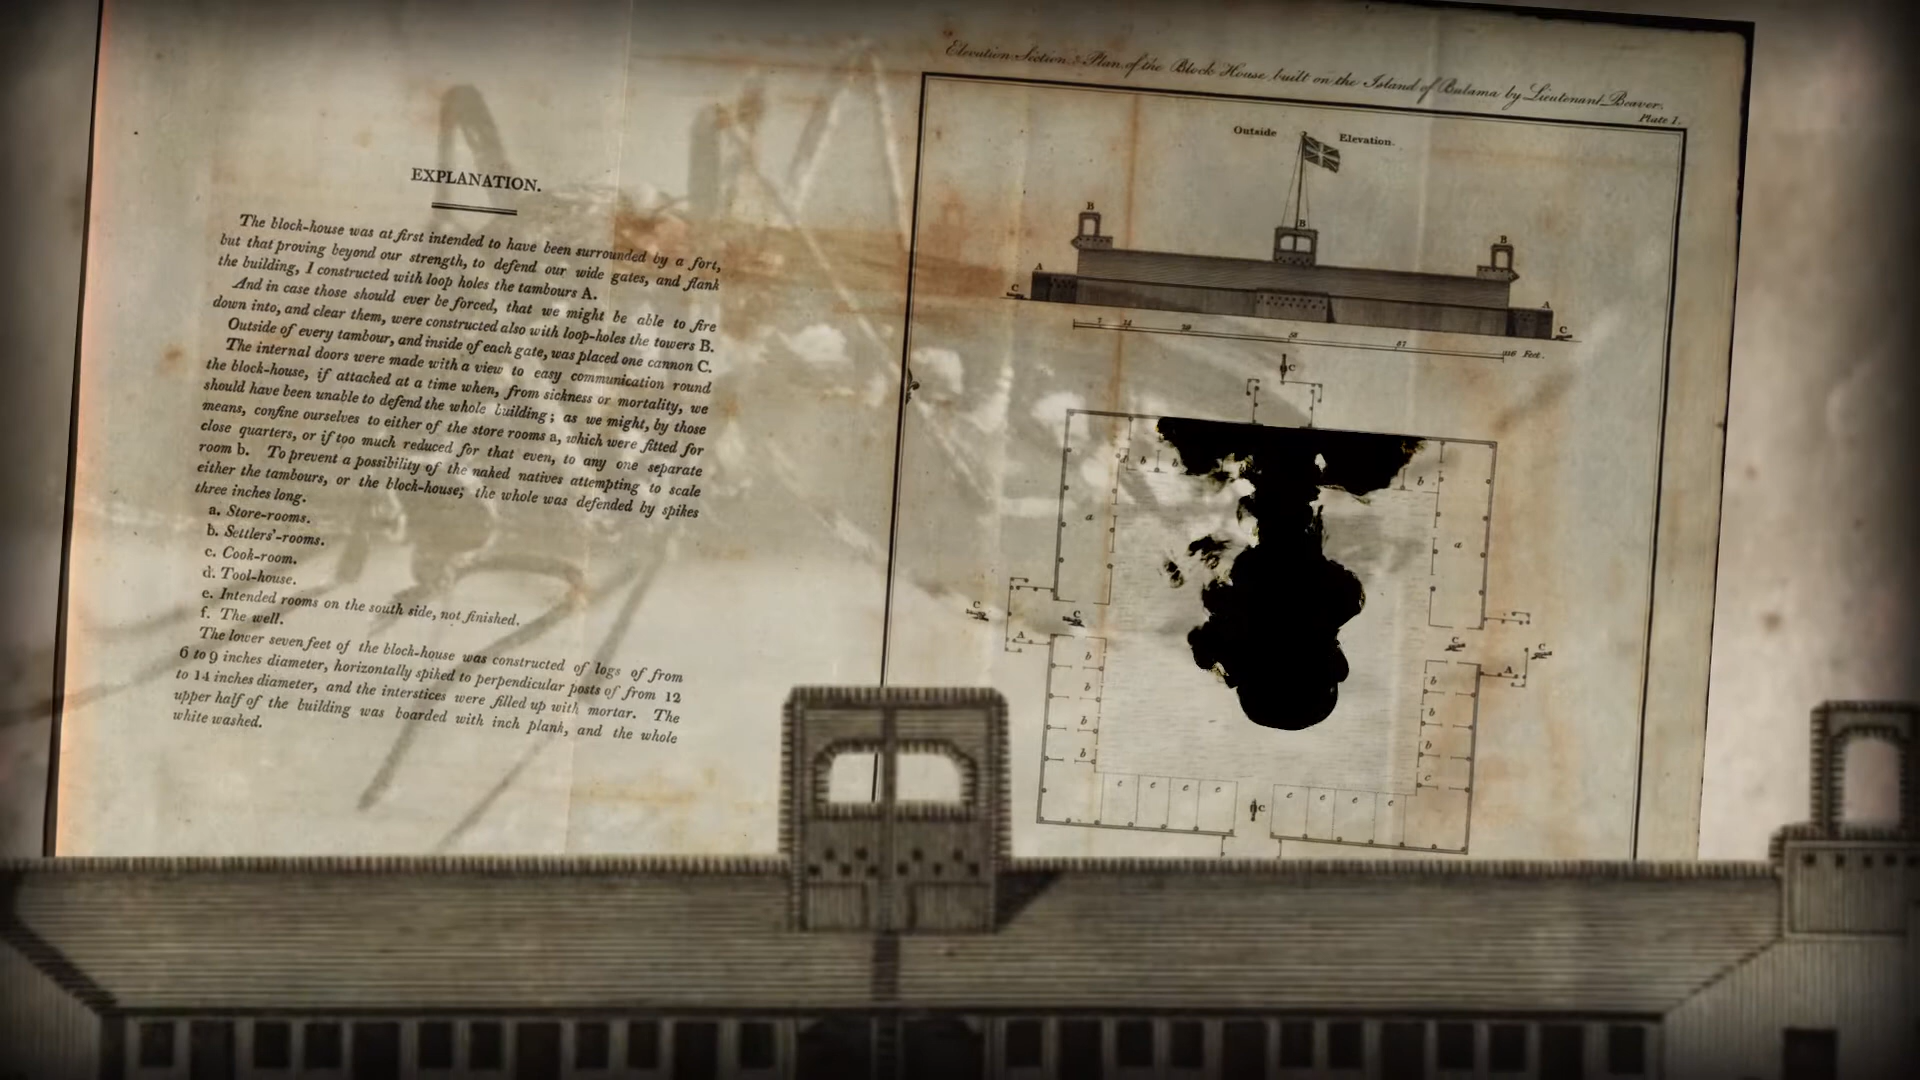 EXPLANATION.
The block-house was at first intended to have been surrounded by a fort,
but that proving beyond our strength, to defend our wide gates, and flank
the building, I constructed with loop holes the tambours A.
And in case those should ever be forced, that we might be able to fire
down into, and clear them, were constructed also with loop-holes the towers B.
Outside of every tambour, and inside of each gate, was placed one cannon C.
The internal doors were made with a view to easy communication round
the block-house, if attached at a time when, from sickness or mortality, we
should have been unable to defend the whole building; as we might, by those
means, confine ourselves to either of the store rooms a, which were fitted for
close quarters, or if too much reduced for that even, to any one separate
room b. To prevent a possibility of the naked natives attempting to scale
either the tambours, or the block-house; the whole was defended by spikes
three inches long.
a. Store-rooms.
b. Settlers'-rooms.
c. Cook-room.
d. Tool-house.
e. Intended rooms on the south side, not finished.
f. The well.
The lower seven feet of the block-house was constructed of logs of from
6 to 9 inches diameter, horizontally spiked to perpendicular posts of from 12
to 14 inches diameter, and the interstices were filled up with mortar. The
upper half of the building was boarded with inch plank, and the whole
white washed.
Elevation Section & Plan of the Block House built on the Island of Bulama by Lieutenant Beaver.
Plate 1.
Outside Elevation.
B
B
B
A
A
C
C
Feet.
C
b b
b
a
a
C
C
A
C
C
A
b
b
b
b
b
b
b
c
e e e e
C
e e e e